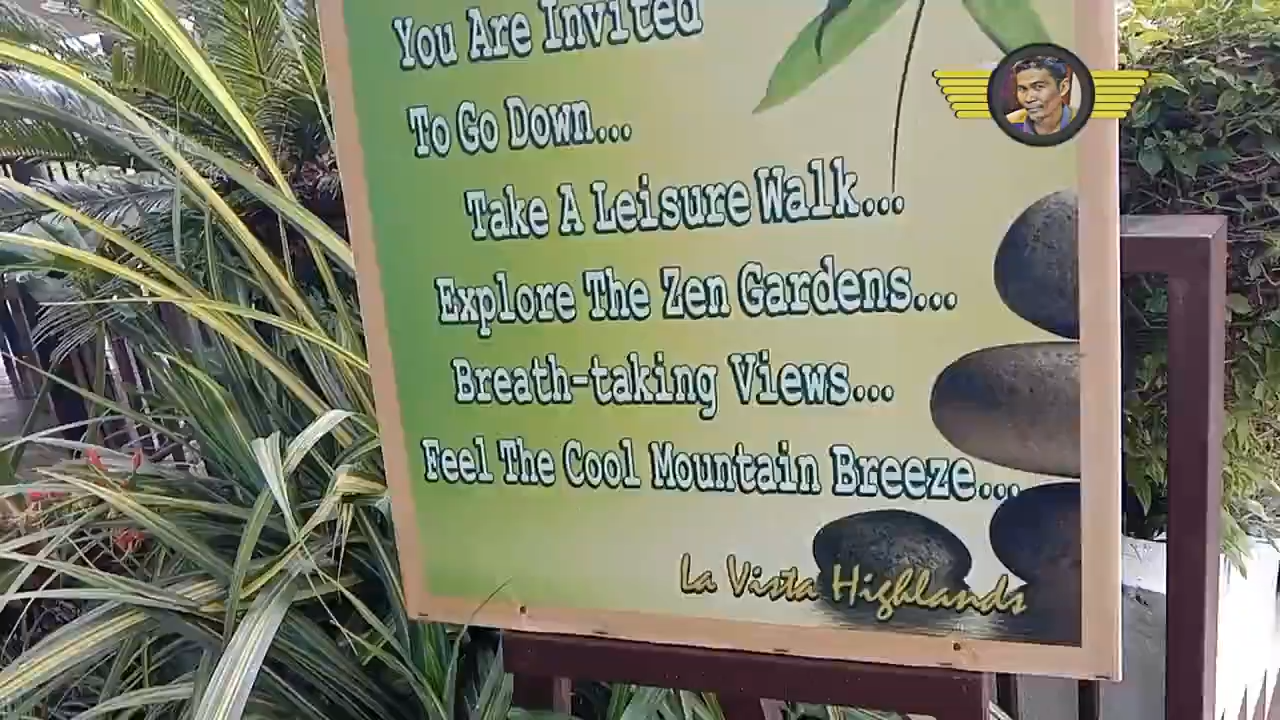 You Are Invited
To Go Down...
Take A Leisure Walk...
Explore The Zen Gardens...
Breath-taking Views...
Feel The Cool Mountain Breeze...
La Vista Highlands